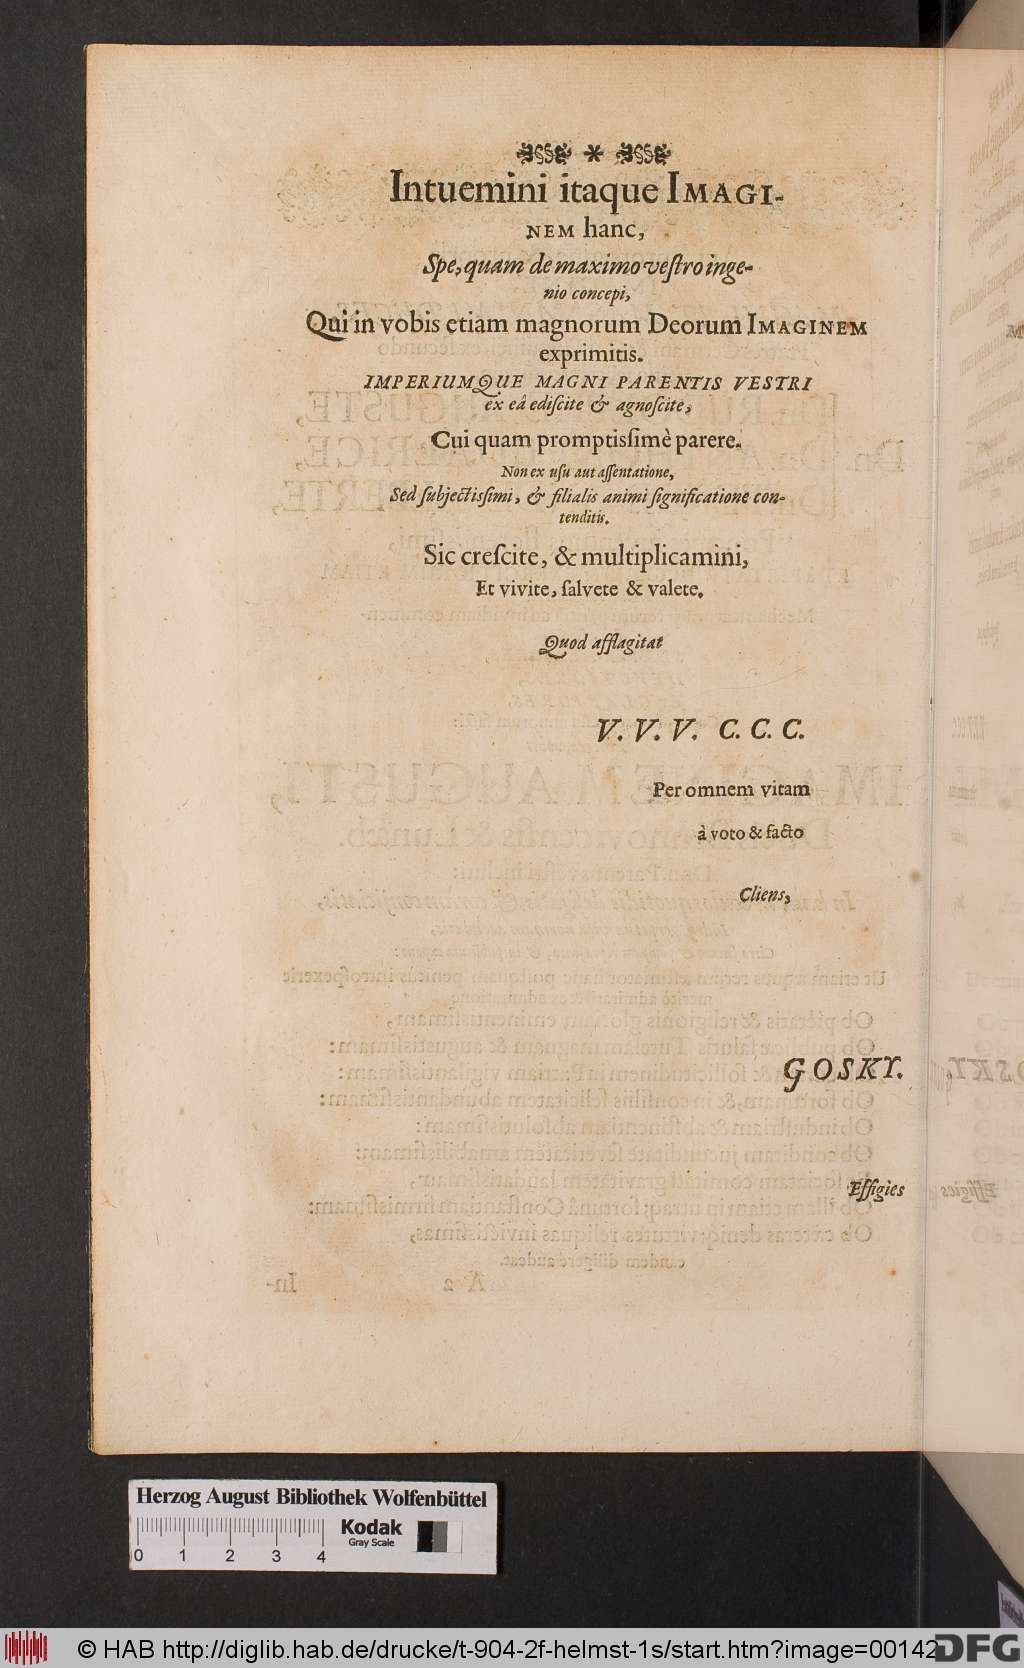 Intuemini itaque IMAGI-
NEM hanc,
Spe, quam de maximo veſtro inge-
nio concepi,
Qui in vobis etiam magnorum Deorum IMAGINEM
exprimitis.
IMPERIUMQUE MAGNI PARENTIS VESTRI
ex eâ ediſcite & agnoſcite,
Cui quam promptiſſimè parere.
Non ex uſu aut aſſentatione,
Sed ſubjectiſſimi, & filialis animi ſignificatione con-
tenditis.
Sic creſcite, & multiplicamini,
Et vivite, ſalvete & valete.
Quod afflagitat
V. V. V. C. C. C.
Per omnem vitam
à voto & facto
Cliens,
GOSKY.
Effigies
Herzog August Bibliothek Wolfenbüttel
Kodak
Gray Scale
0 1 2 3 4
© HAB http://diglib.hab.de/drucke/t-904-2f-helmst-1s/start.htm?image=00142
DFG